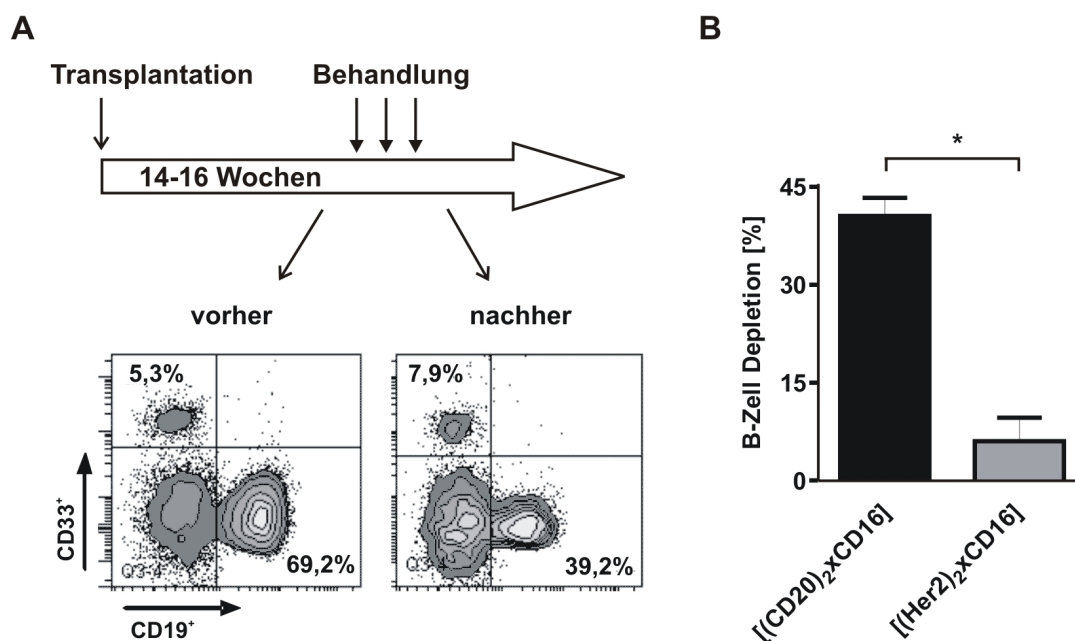 A
Transplantation
Behandlung
14-16 Wochen
vorher
nachher
5,3%
69,2%
7,9%
39,2%
CD33+
CD19+
B
*
B-Zell Depletion [%]
45
30
15
0
[(CD20)2xCD16]
[(Her2)2xCD16]